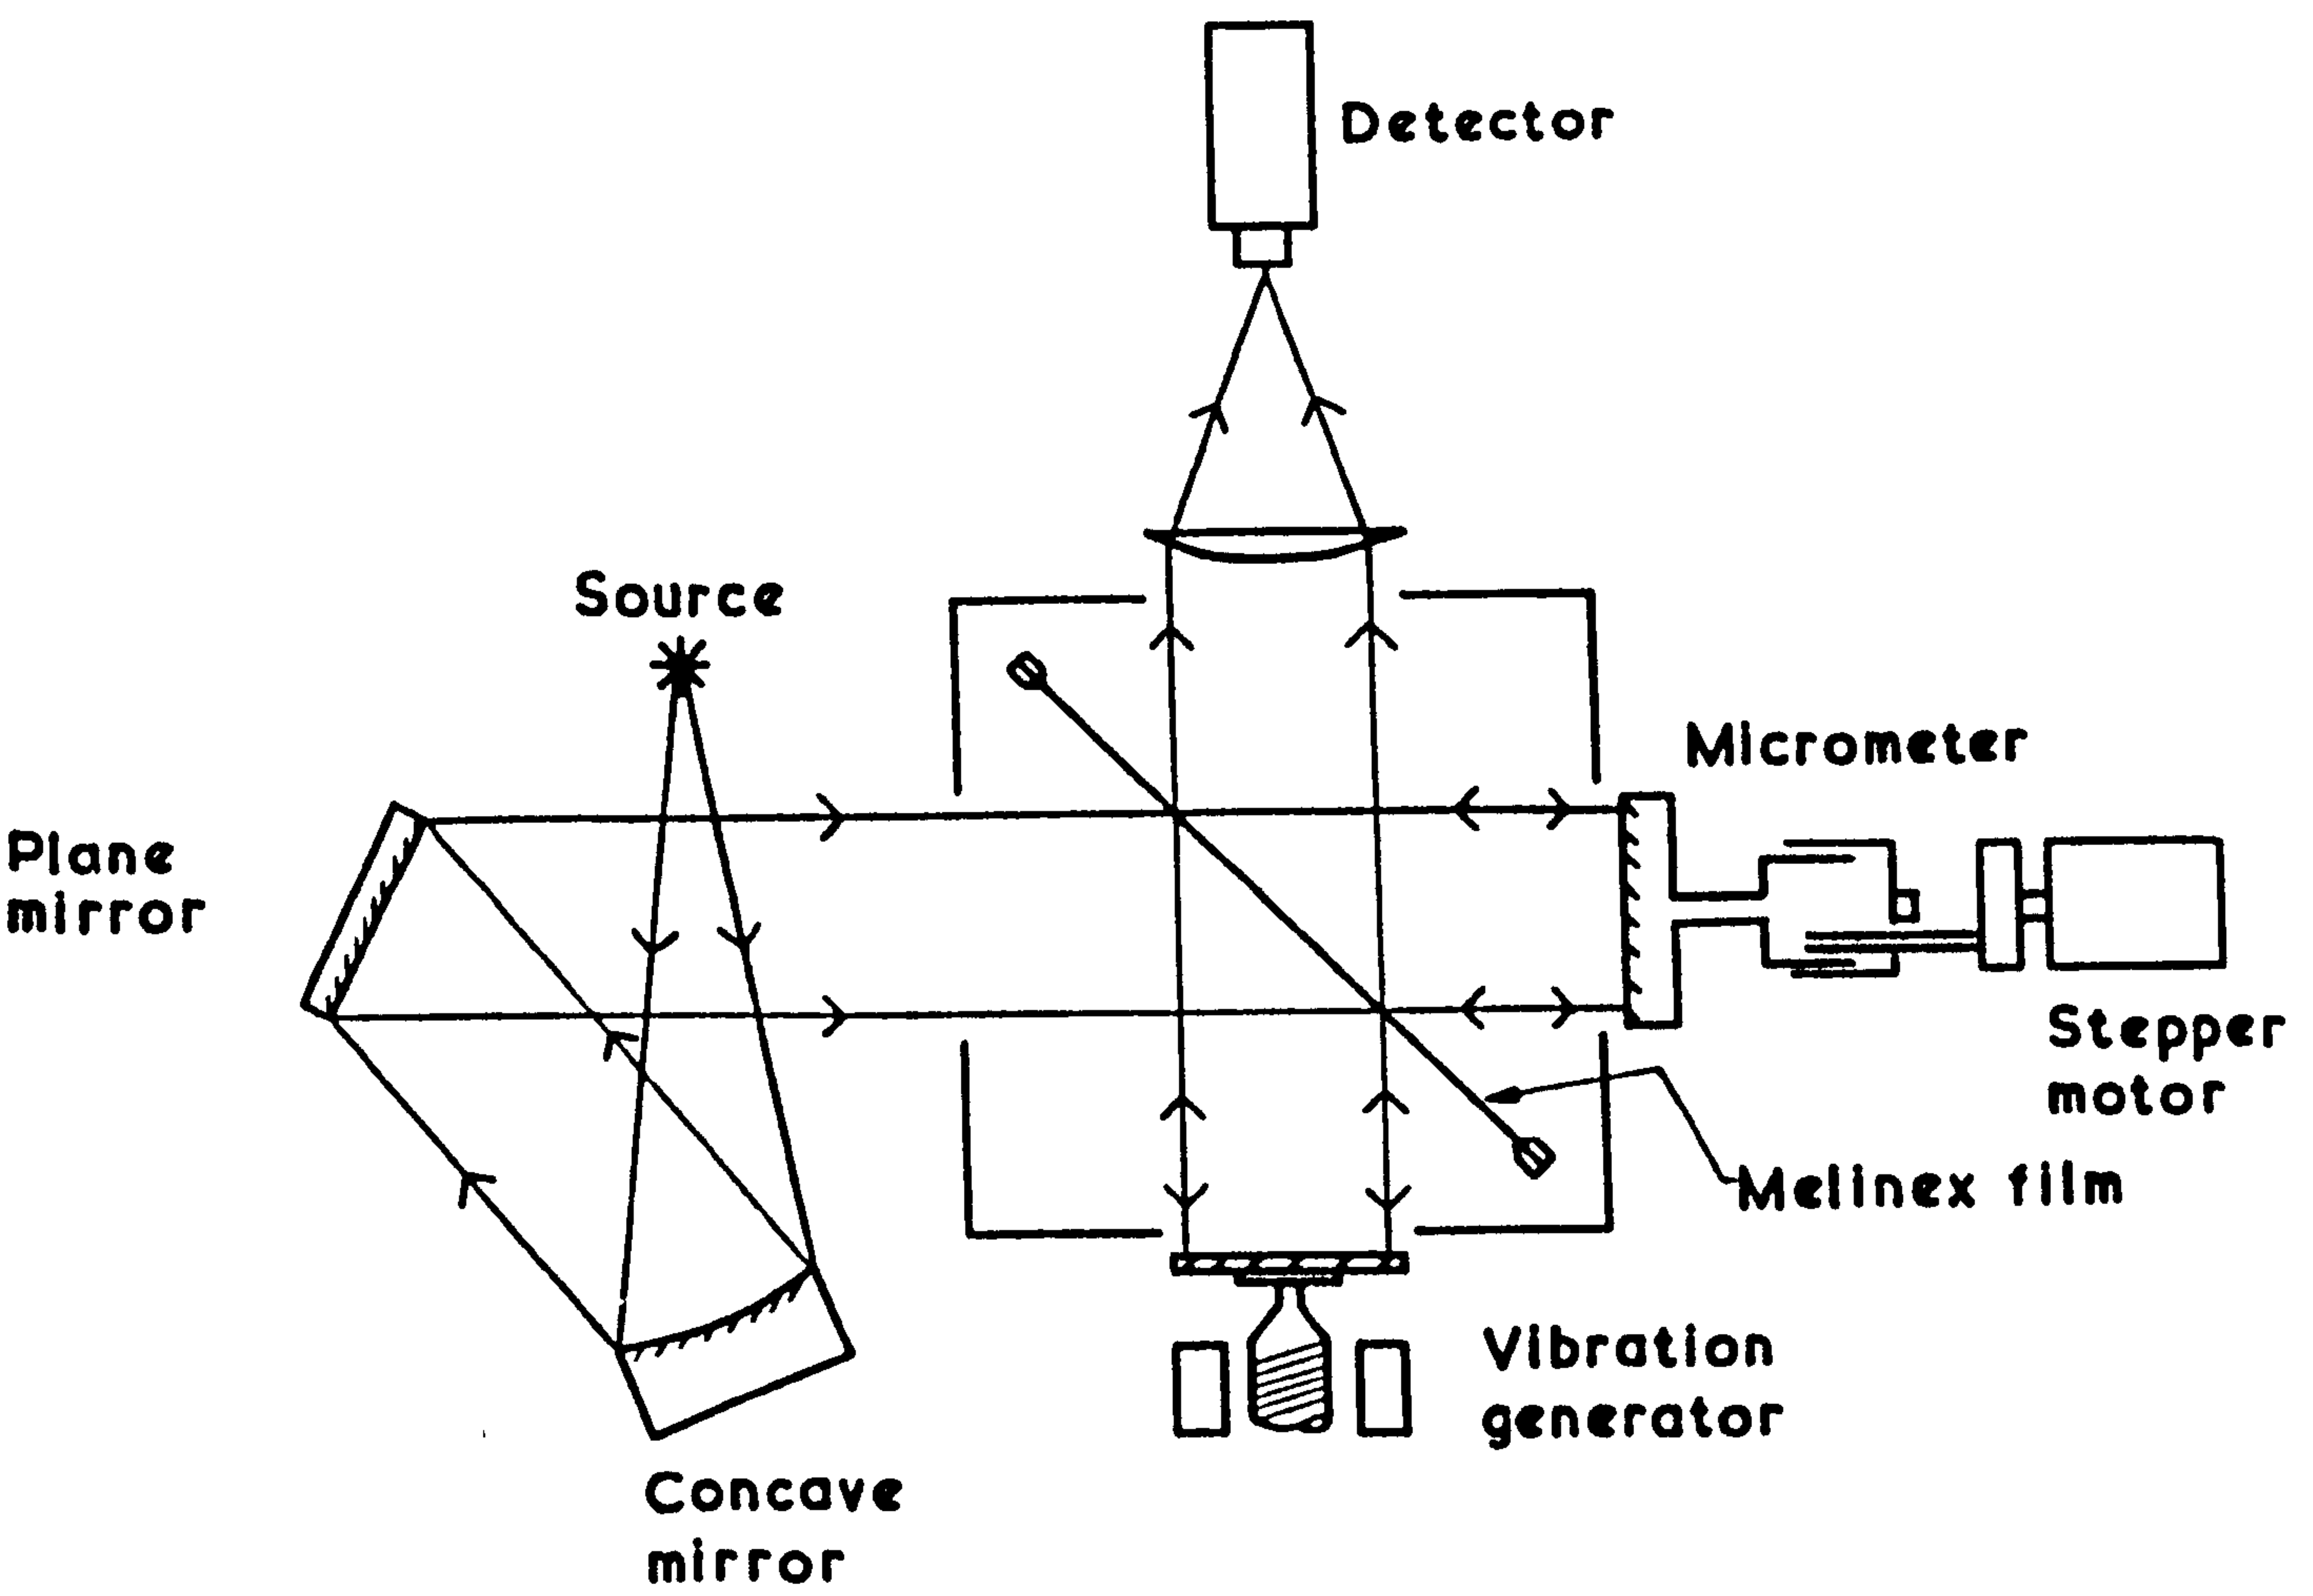 Detector
Source
Micrometer
Plane
mirror
Stepper
motor
Melinex film
Vibration
generator
Concave
mirror